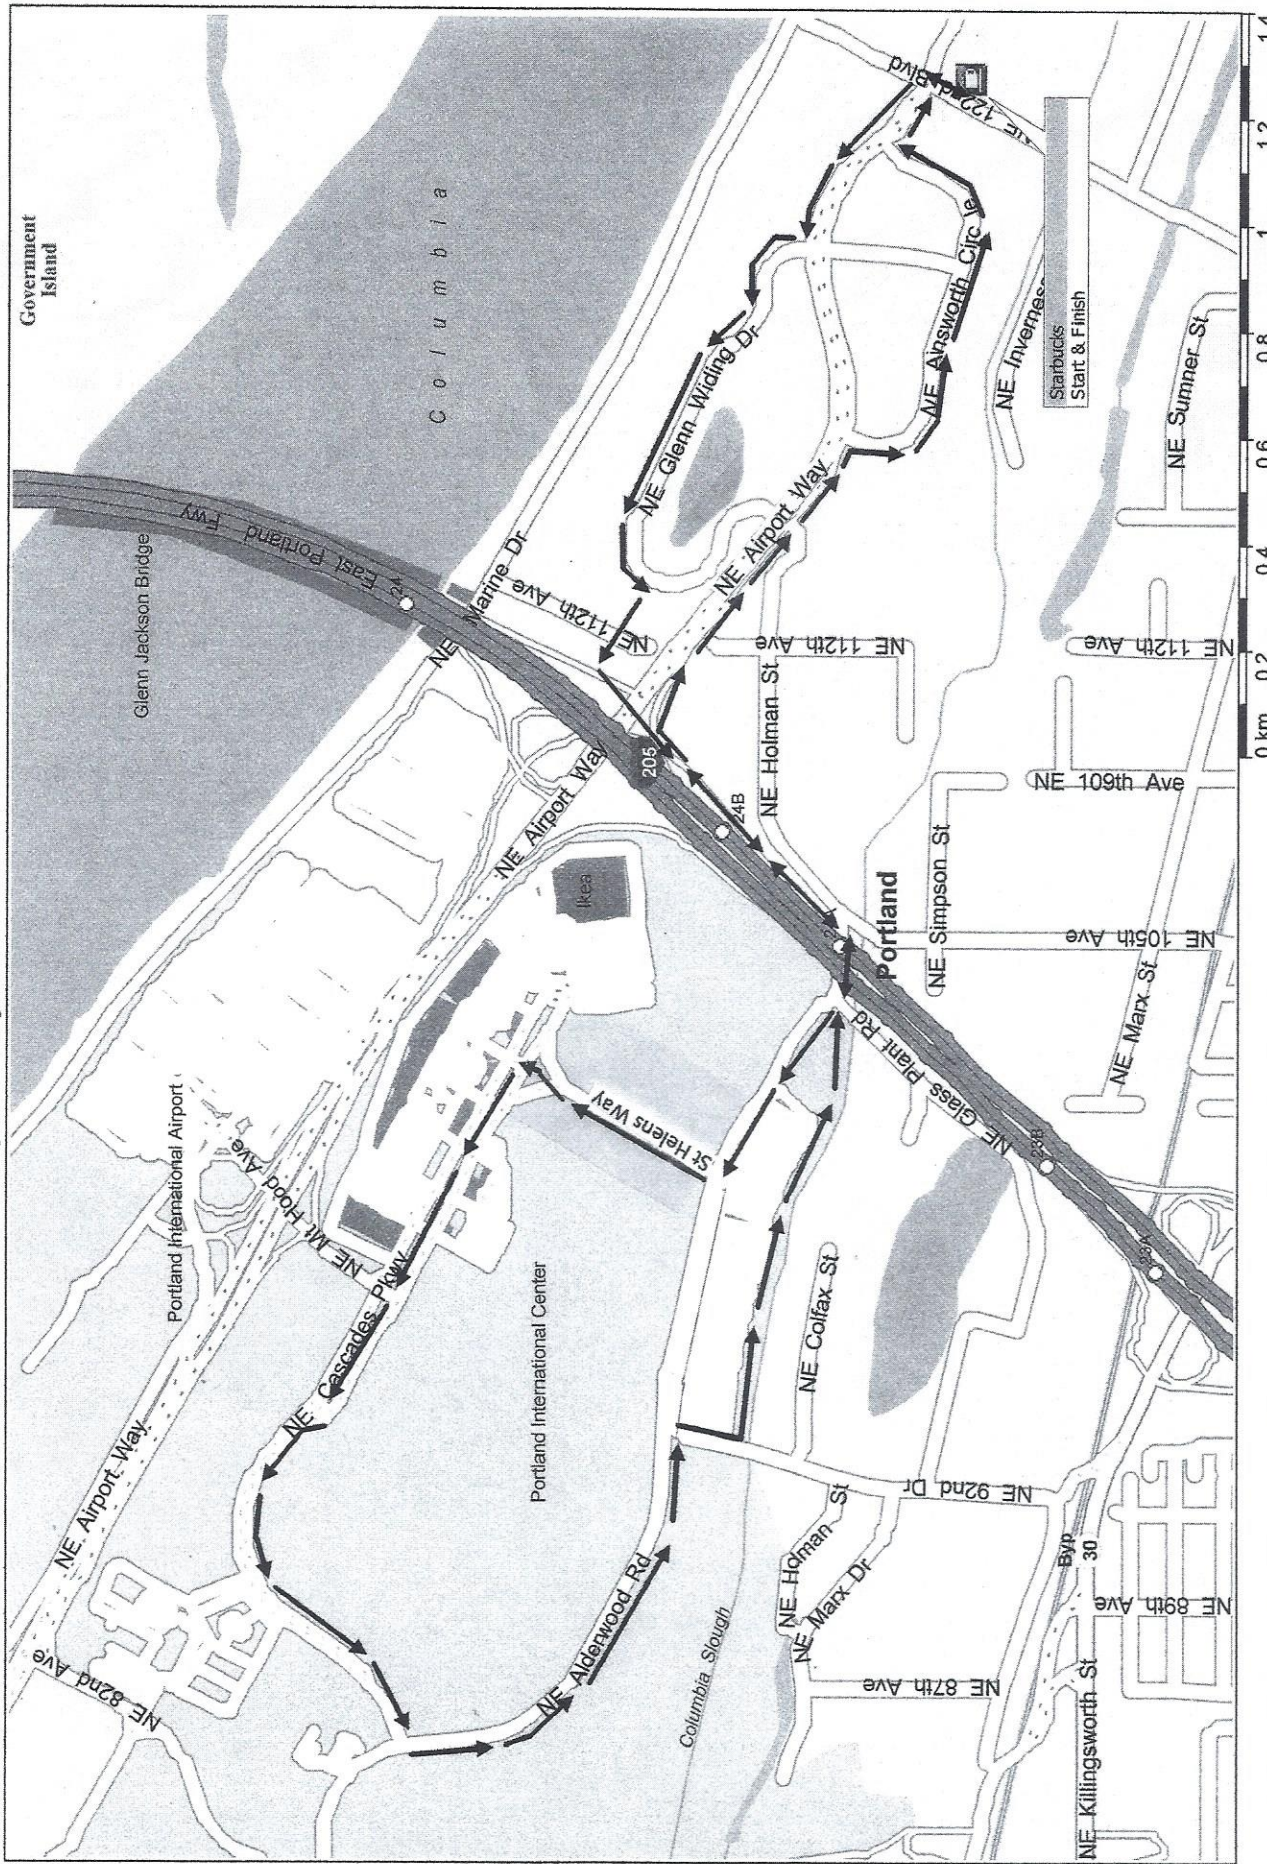 Government
Island
Columbia
Glenn Jackson Bridge
East Portland Fwy
24
NE Marine Dr
Portland International Airport
NE Airport Way
NE Mt Hood Ave
NE 82nd Ave
NE Airport Way
NE 112th Ave
NE Glenn Widing Dr
NE 122nd Blvd
NE Airport Way
205
24B
Ikea
NE Cascades Pkwy
St Helens Way
Portland International Center
NE Alderwood Rd
Columbia Slough
NE Ainsworth Circle
NE Inverness
Starbucks
Start & Finish
NE Holman St
NE 112th Ave
NE 112th Ave
NE Sumner St
Portland
NE Simpson St
NE 109th Ave
NE 105th Ave
NE Marx St
NE Glass Plant Rd
23B
23A
NE Colfax St
NE 92nd Dr
NE Holman St
NE Marx Dr
NE 87th Ave
Byp
30
NE 89th Ave
NE Killingsworth St
0 km 0.2 0.4 0.6 0.8 1 1.2 1.4